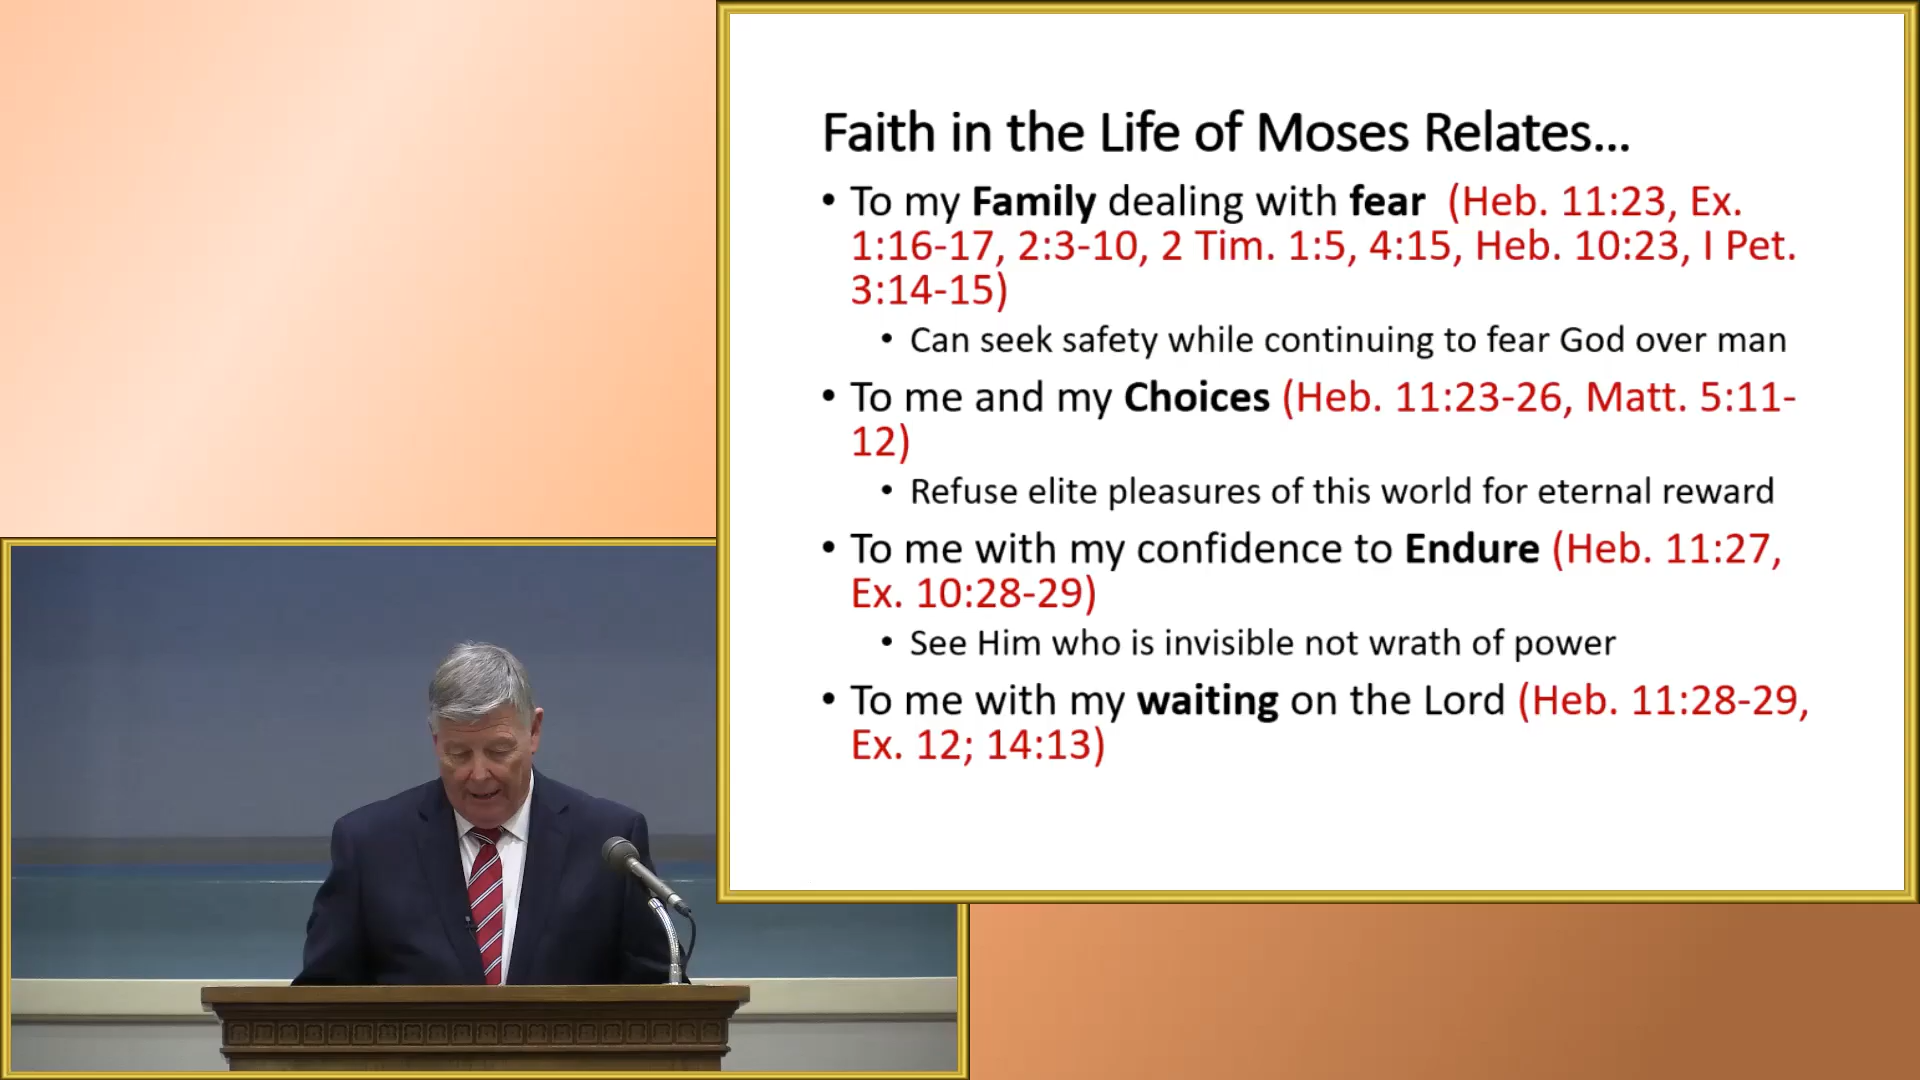 Faith in the Life of Moses Relates...
• To my Family dealing with fear (Heb. 11:23, Ex.
1:16-17, 2:3-10, 2 Tim. 1:5, 4:15, Heb. 10:23, I Pet.
3:14-15)
• Can seek safety while continuing to fear God over man
• To me and my Choices (Heb. 11:23-26, Matt. 5:11-
12)
• Refuse elite pleasures of this world for eternal reward
• To me with my confidence to Endure (Heb. 11:27,
Ex. 10:28-29)
• See Him who is invisible not wrath of power
• To me with my waiting on the Lord (Heb. 11:28-29,
Ex. 12; 14:13)